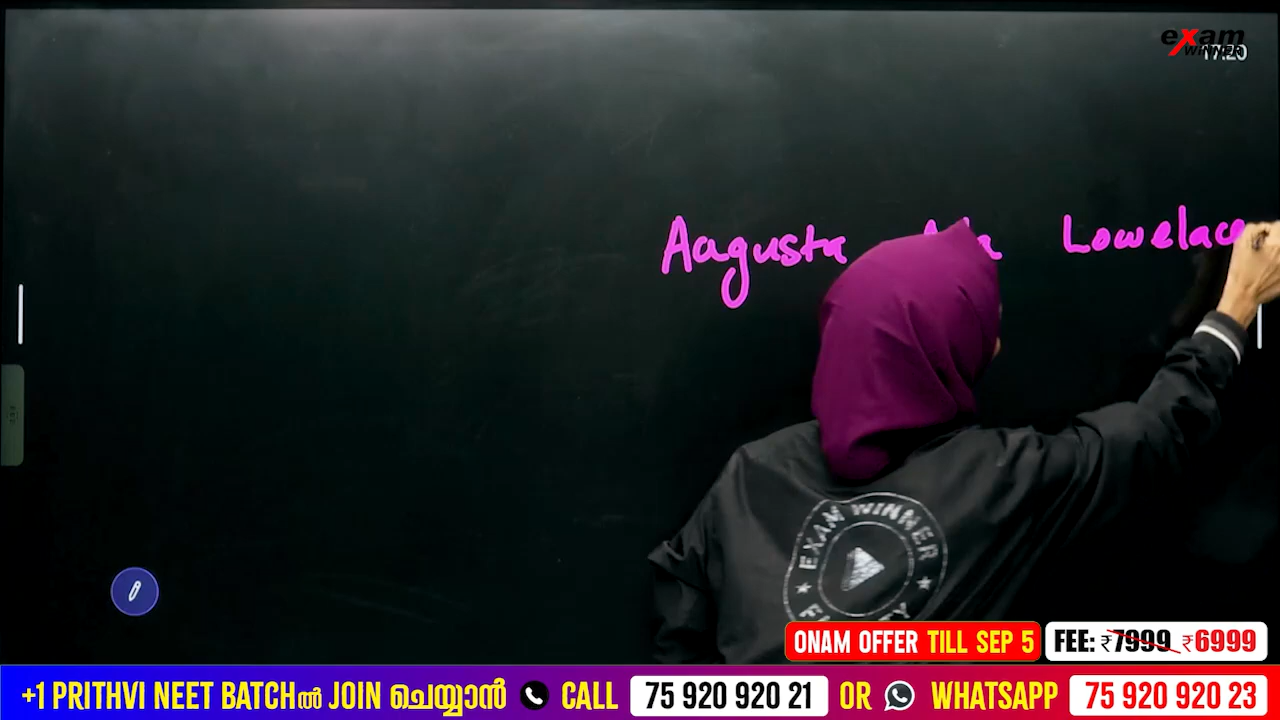 exam
WINNER
17:20
Aagusta Lowelace
EXAM WINNER
ONAM OFFER TILL SEP 5 FEE: ₹7999 ₹6999
+1 PRITHVI NEET BATCHൽ JOIN ചെയ്യാൻ CALL 75 920 920 21 OR WHATSAPP 75 920 920 23